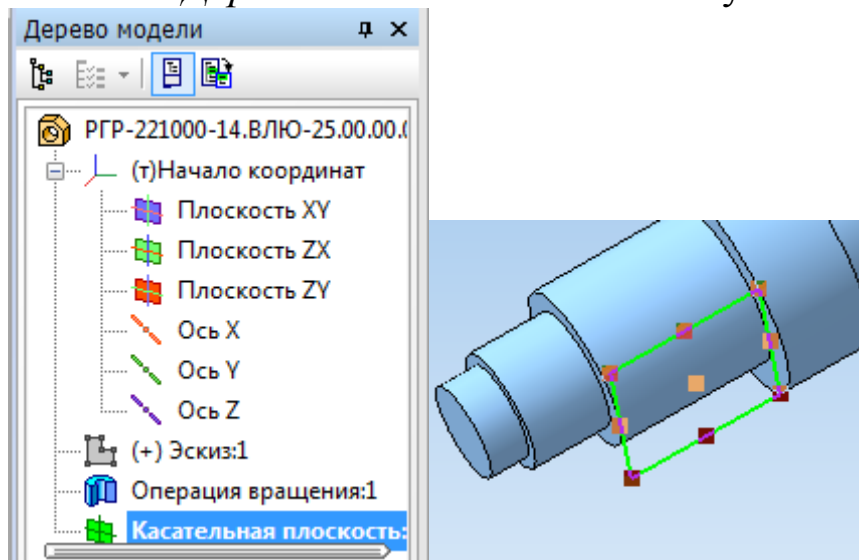 Дерево модели
РГР-221000-14.ВЛЮ-25.00.00.0
(т)Начало координат
Плоскость XY
Плоскость ZX
Плоскость ZY
Ось X
Ось Y
Ось Z
(+) Эскиз:1
Операция вращения:1
Касательная плоскость: